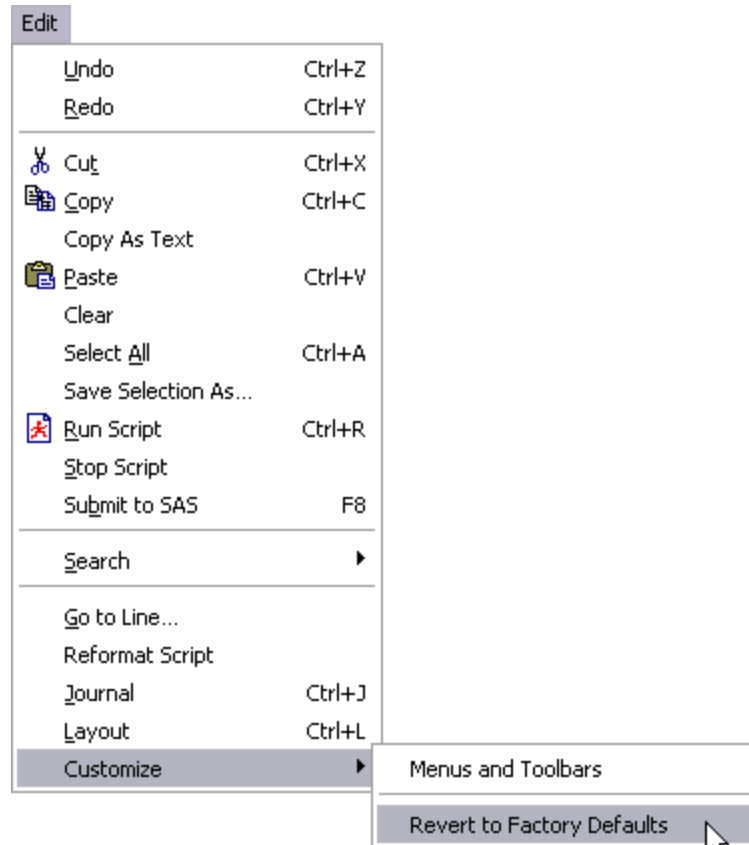 Edit
Undo Ctrl+Z
Redo Ctrl+Y
Cut Ctrl+X
Copy Ctrl+C
Copy As Text
Paste Ctrl+V
Clear
Select All Ctrl+A
Save Selection As...
Run Script Ctrl+R
Stop Script
Submit to SAS F8
Search
Go to Line...
Reformat Script
Journal Ctrl+J
Layout Ctrl+L
Customize Menus and Toolbars
Revert to Factory Defaults